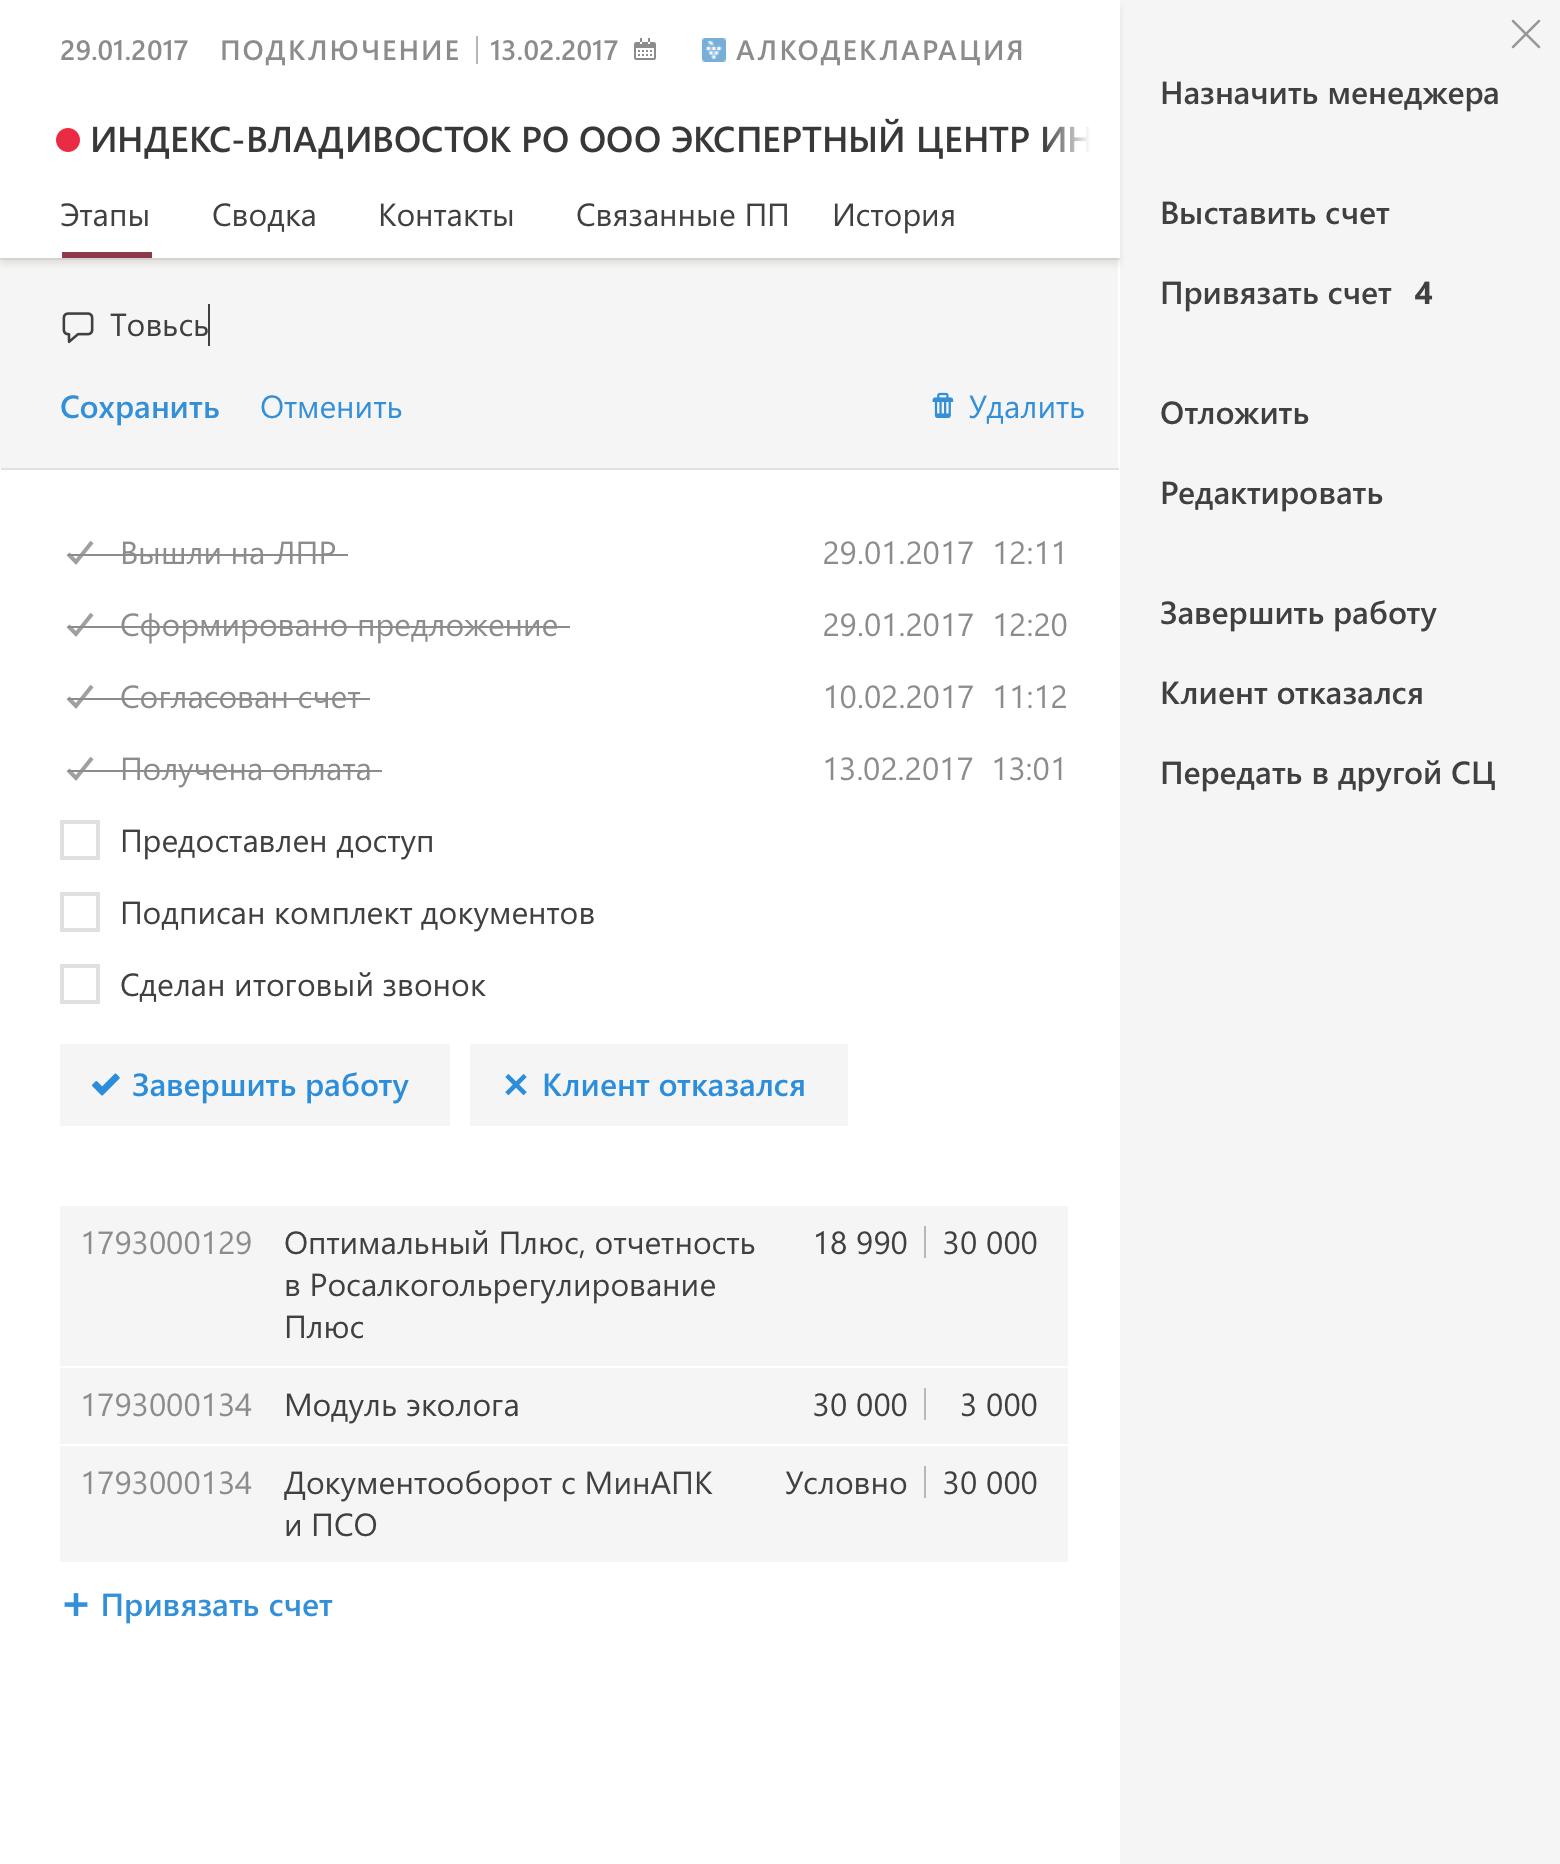 29.01.2017 ПОДКЛЮЧЕНИЕ 13.02.2017 АЛКОДЕКЛАРАЦИЯ
ИНДЕКС-ВЛАДИВОСТОК РО ООО ЭКСПЕРТНЫЙ ЦЕНТР ИН
Этапы Сводка Контакты Связанные ПП История
Товьсь
Сохранить Отменить Удалить
Вышли на ЛПР 29.01.2017 12:11
Сформировано предложение 29.01.2017 12:20
Согласован счет 10.02.2017 11:12
Получена оплата 13.02.2017 13:01
Предоставлен доступ
Подписан комплект документов
Сделан итоговый звонок
Завершить работу Клиент отказался
1793000129 Оптимальный Плюс, отчетность 18 990 30 000
в Росалкогольрегулирование
Плюс
1793000134 Модуль эколога 30 000 3 000
1793000134 Документооборот с МинАПК Условно 30 000
и ПСО
+ Привязать счет
Назначить менеджера
Выставить счет
Привязать счет 4
Отложить
Редактировать
Завершить работу
Клиент отказался
Передать в другой СЦ